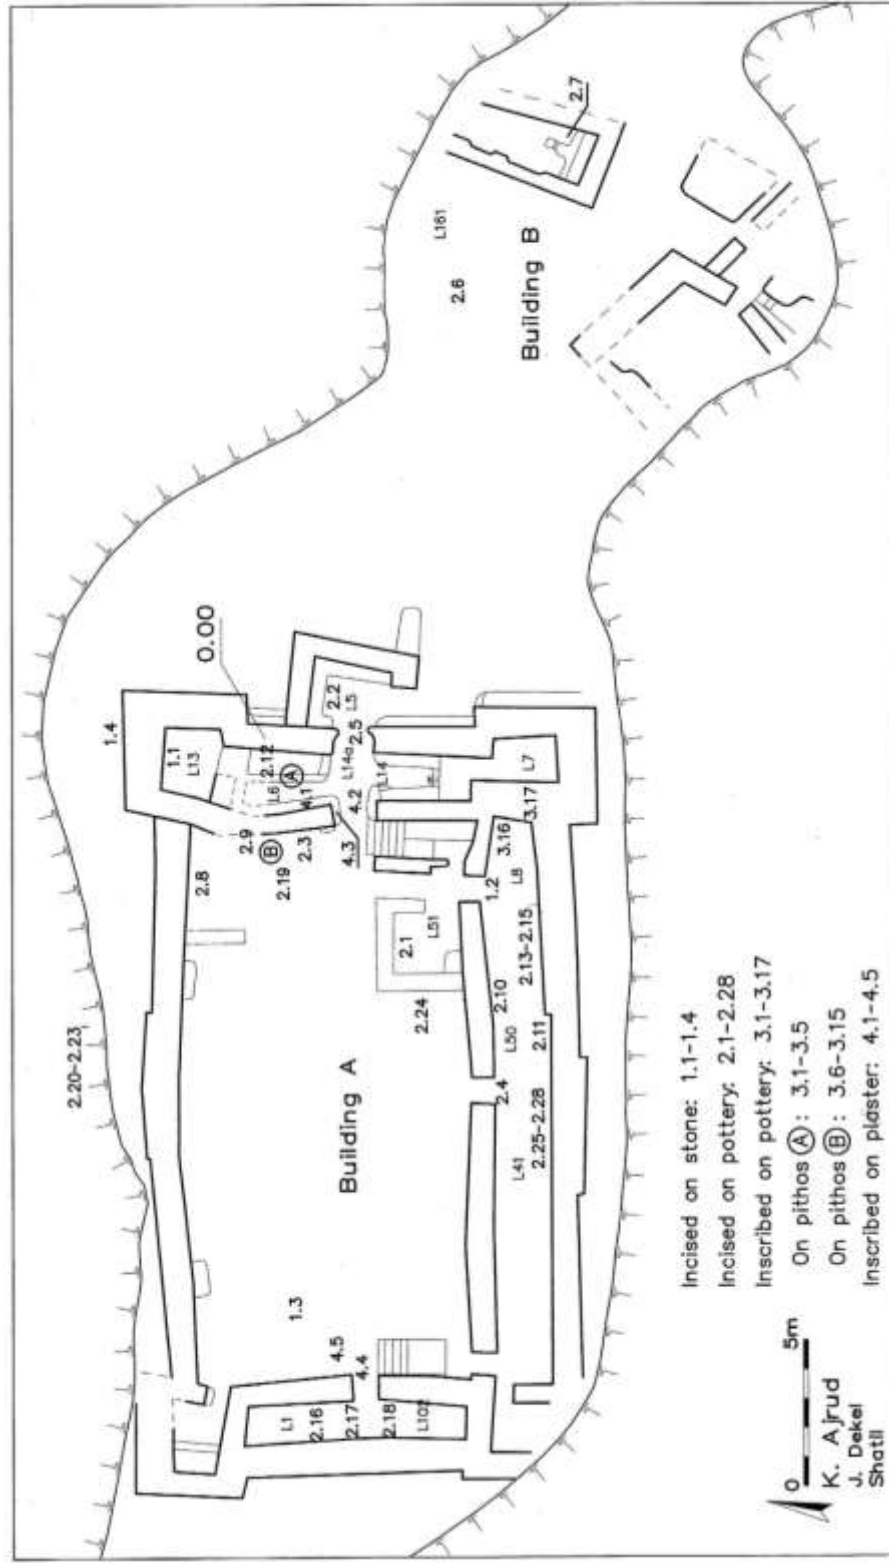 2.20–2.23
1.4
0.00
2.8
1.1
L13
2.9
B
2.19
2.3
2.12
A
L6
4.1
4.3
2.2
L5
2.5
L14a
4.2
L14
L7
3.17
3.16
L8
1.2
2.1
L51
2.24
2.13–2.15
2.10
L50
2.11
2.4
L41
2.25–2.28
Building A
1.3
4.5
4.4
L1
2.16
2.17
2.18
L102
L161
2.6
Building B
2.7
0 5m
K. Ajrud
J. Dekel
Shatil
Incised on stone: 1.1–1.4
Incised on pottery: 2.1–2.28
Inscribed on pottery: 3.1–3.17
On pithos A: 3.1–3.5
On pithos B: 3.6–3.15
Inscribed on plaster: 4.1–4.5